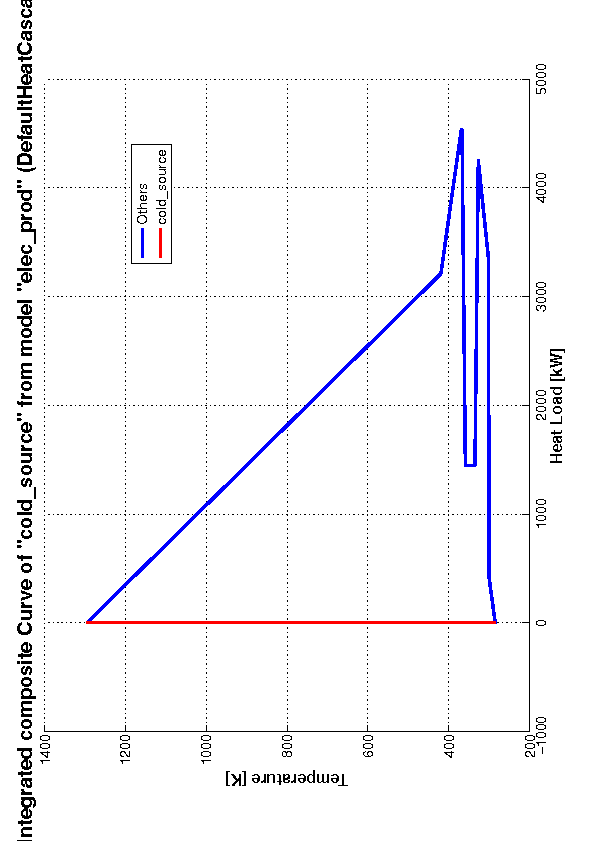 Integrated composite Curve of "cold_source" from model "elec_prod" (DefaultHeatCasca
Others
cold_source
Temperature [K]
1400
1200
1000
800
600
400
200
-1000
0
1000
2000
3000
4000
5000
Heat Load [kW]